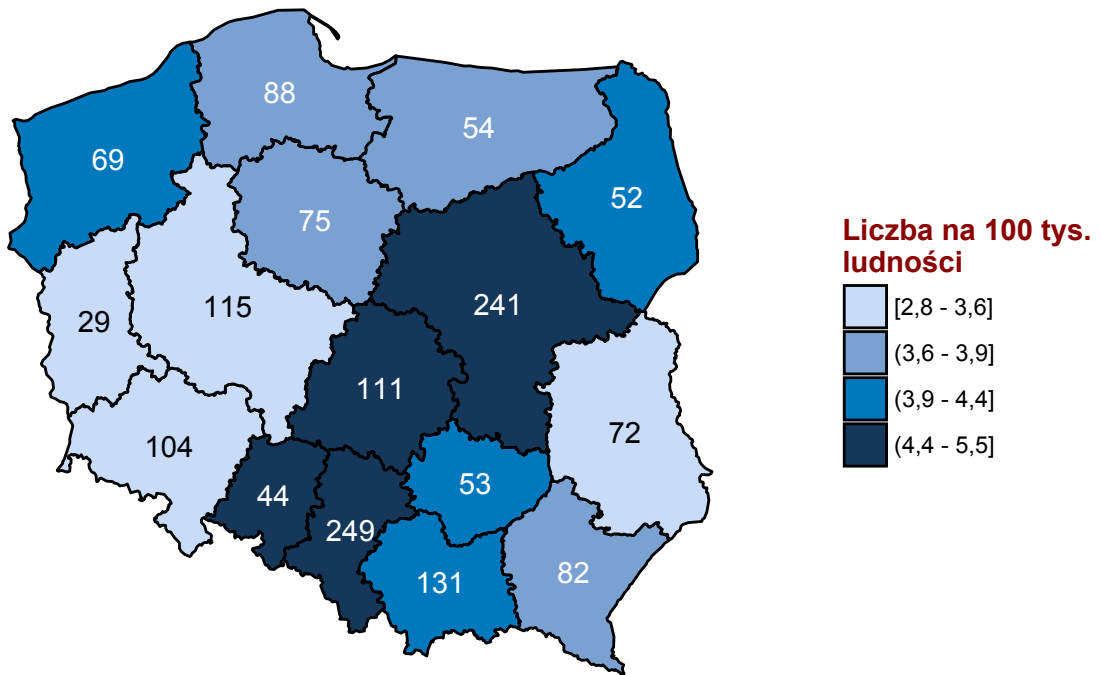 88
54
69
52
75
241
115
29
111
72
104
53
44
249
131
82
Liczba na 100 tys.
ludności
[2,8 - 3,6]
(3,6 - 3,9]
(3,9 - 4,4]
(4,4 - 5,5]